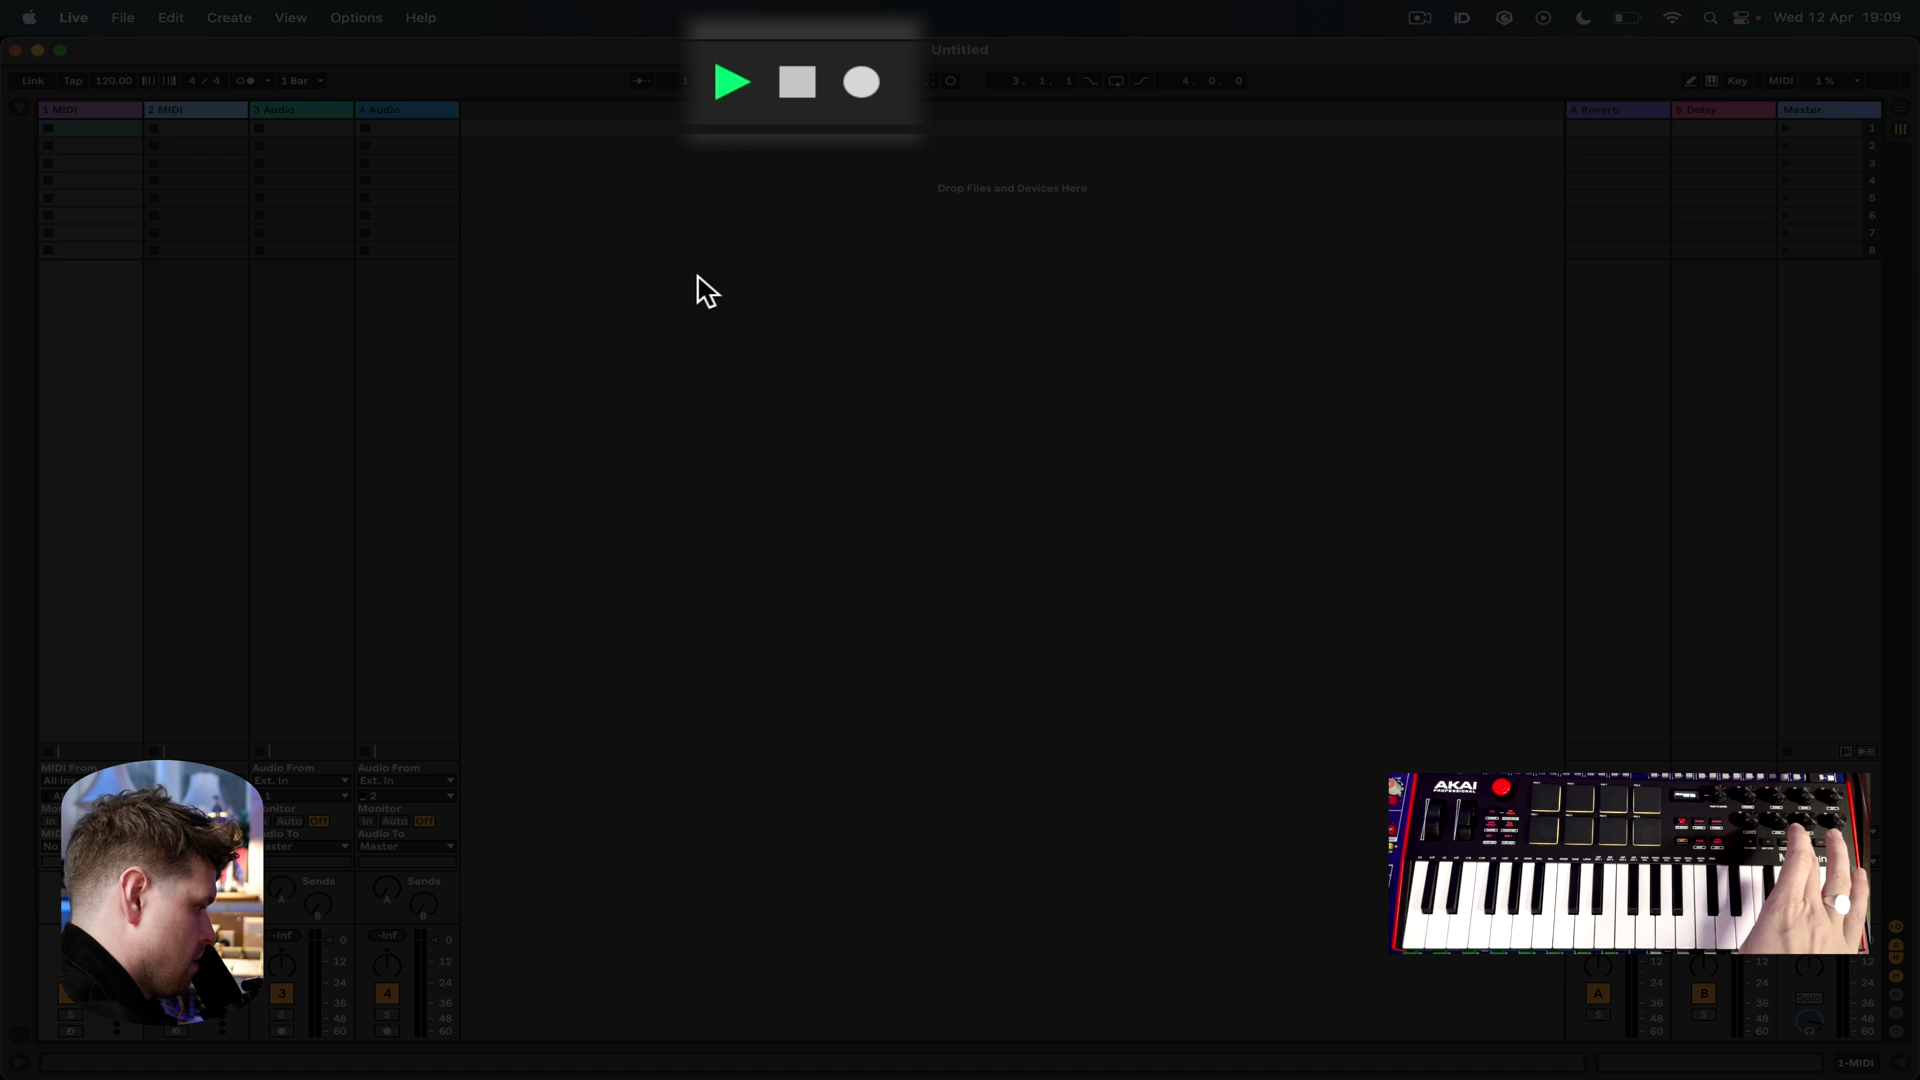 Live File Edit Create View Options Help
iD
Wed 12 Apr 19:09
Untitled
Link Tap 120.00 4 / 4 1 Bar
3. 1. 1
4. 0. 0
Key MIDI 1 %
1 MIDI 2 MIDI 3 Audio 4 Audio
A Reverb B Delay Master
1
2
3
4
5
6
7
8
Drop Files and Devices Here
MIDI From Audio From Audio From
All Ins Ext. In Ext. In
1 2
Monitor Monitor
In Auto Off In Auto Off
Audio To Audio To
Master Master
Sends Sends
A A
B B
-Inf 0 -Inf 0
12 12 12 12
24 24 24 24
3 4 A B
36 36 36 36
Solo
S S S S S
48 48 48 48
60 60 60 60
AKAI
PROFESSIONAL
1-MIDI